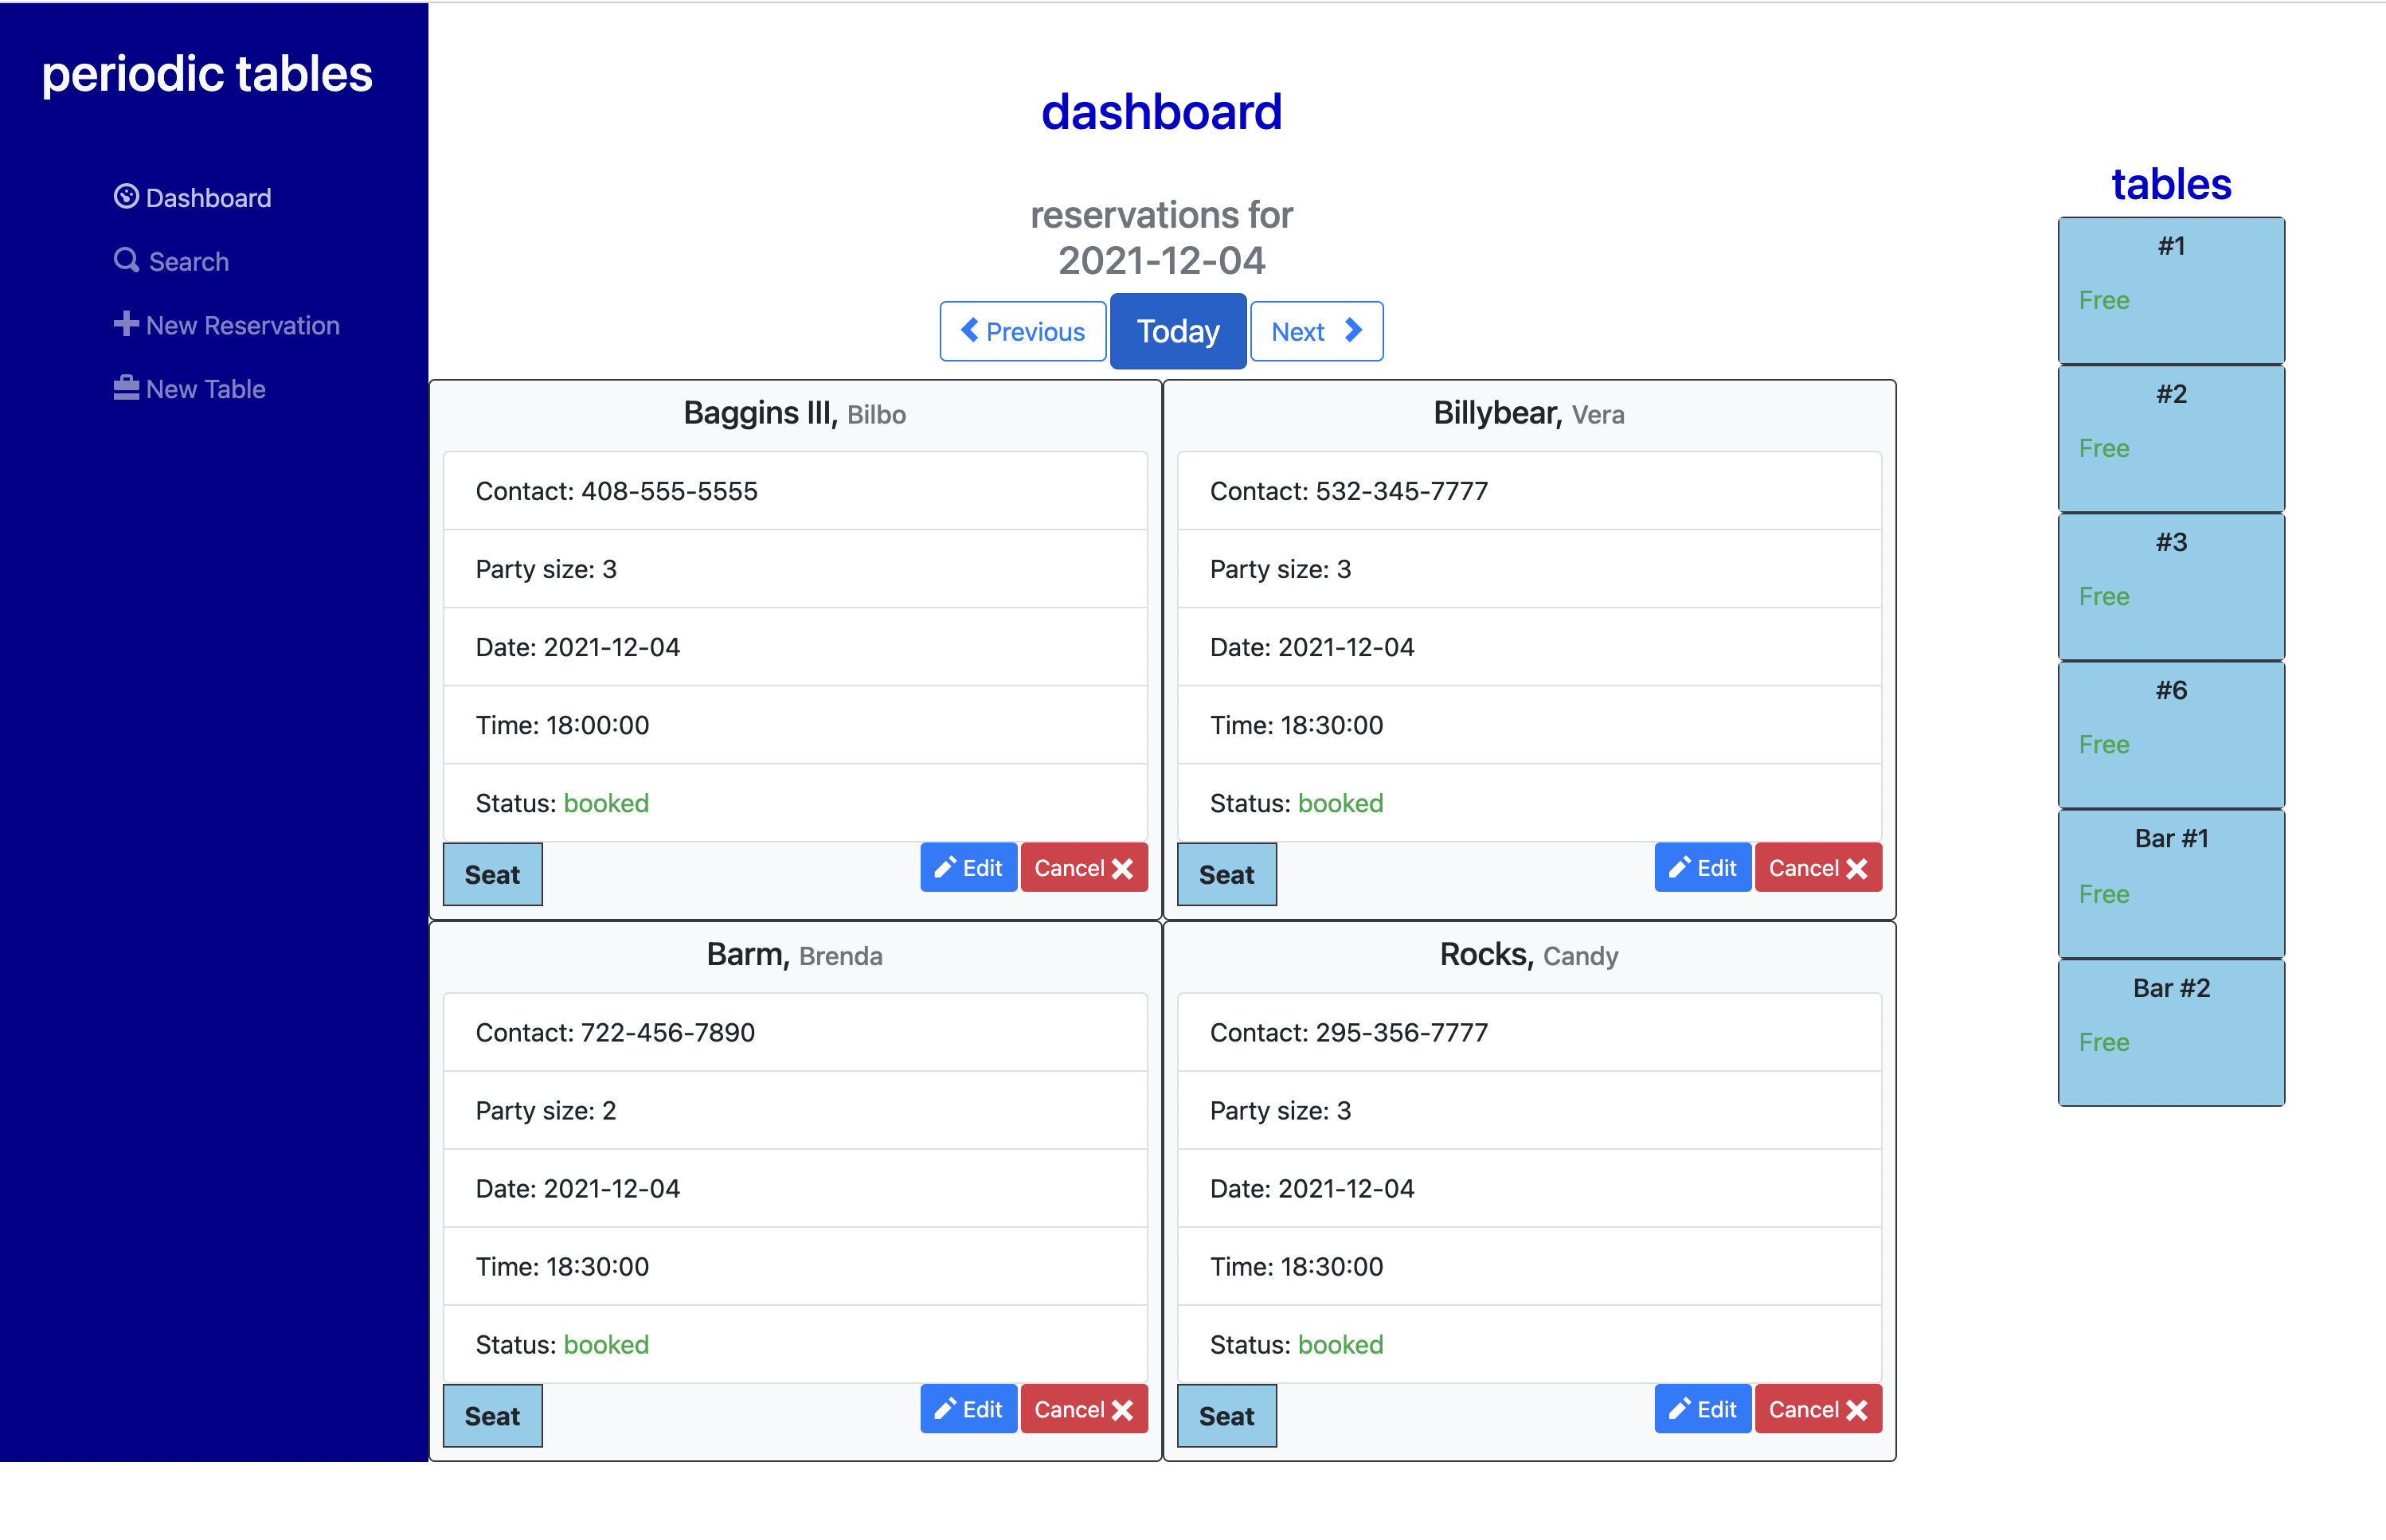 periodic tables
Dashboard
Search
New Reservation
New Table
dashboard
reservations for
2021-12-04
Previous
Today
Next
Baggins III, Bilbo
Contact: 408-555-5555
Party size: 3
Date: 2021-12-04
Time: 18:00:00
Status: booked
Seat
Edit
Cancel
Billybear, Vera
Contact: 532-345-7777
Party size: 3
Date: 2021-12-04
Time: 18:30:00
Status: booked
Seat
Edit
Cancel
Barm, Brenda
Contact: 722-456-7890
Party size: 2
Date: 2021-12-04
Time: 18:30:00
Status: booked
Seat
Edit
Cancel
Rocks, Candy
Contact: 295-356-7777
Party size: 3
Date: 2021-12-04
Time: 18:30:00
Status: booked
Seat
Edit
Cancel
tables
#1
Free
#2
Free
#3
Free
#6
Free
Bar #1
Free
Bar #2
Free